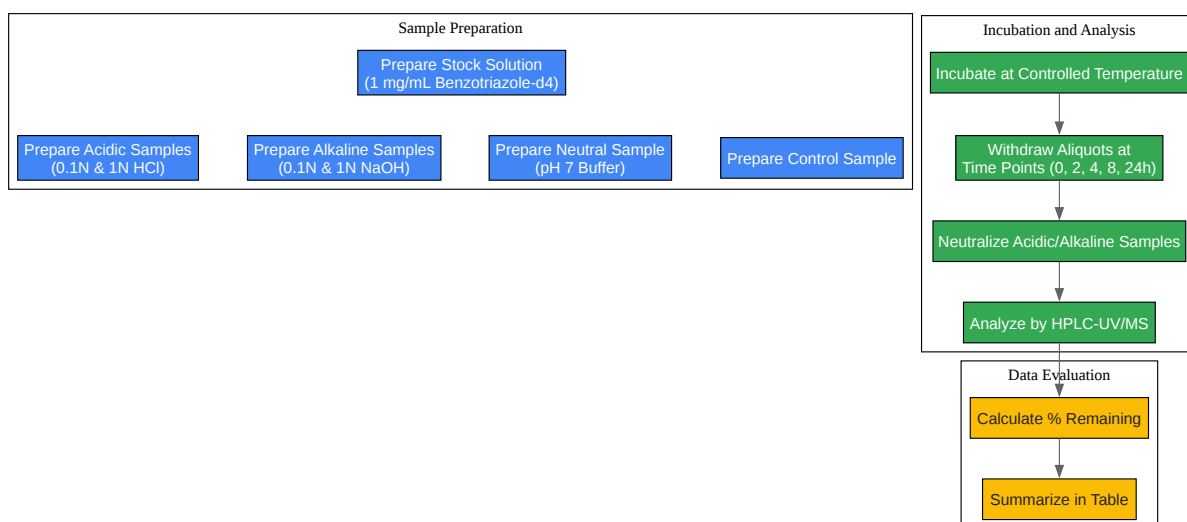 Sample Preparation
Prepare Stock Solution
(1 mg/mL Benzotriazole-d4)
Prepare Acidic Samples
(0.1N & 1N HCl)
Prepare Alkaline Samples
(0.1N & 1N NaOH)
Prepare Neutral Sample
(pH 7 Buffer)
Prepare Control Sample
Incubation and Analysis
Incubate at Controlled Temperature
Withdraw Aliquots at
Time Points (0, 2, 4, 8, 24h)
Neutralize Acidic/Alkaline Samples
Analyze by HPLC-UV/MS
Data Evaluation
Calculate % Remaining
Summarize in Table